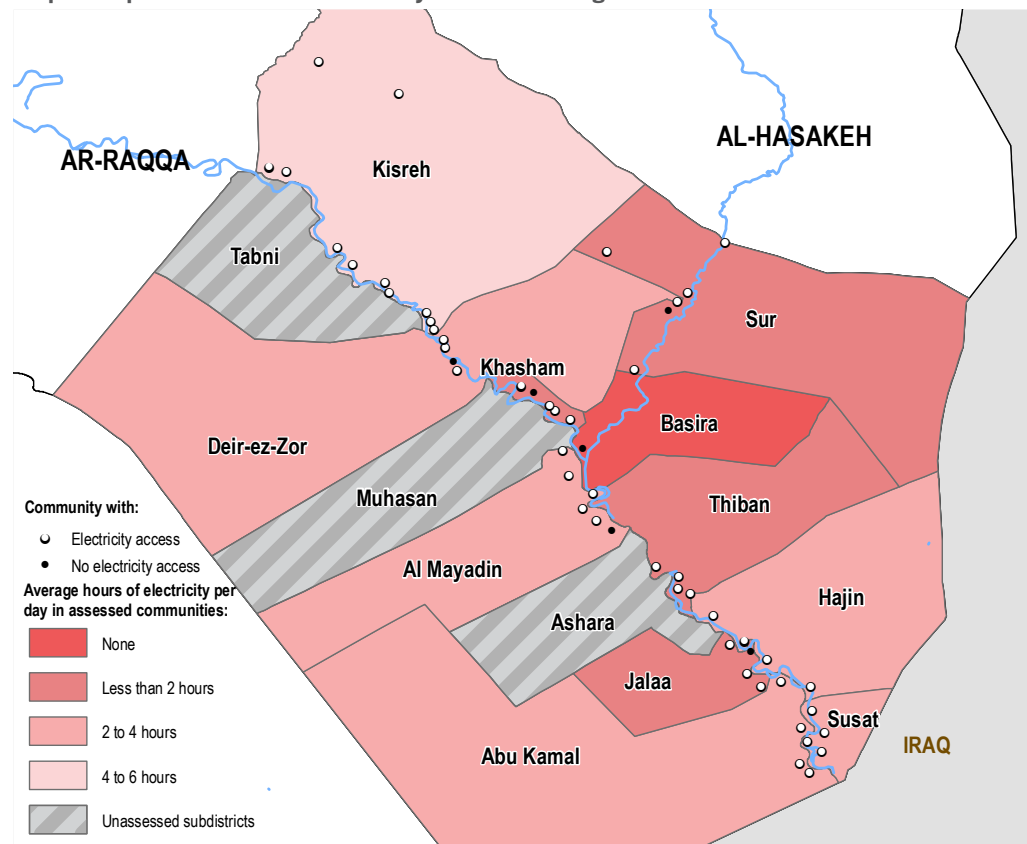 AL-HASAKEH
AR-RAQQA
Kisreh
Tabni
Sur
Khasham
Basira
Deir-ez-Zor
Muhasan
Thiban
Community with:
Electricity access
No electricity access
Al Mayadin
Average hours of electricity per
day in assessed communities:
Hajin
Ashara
None
Jalaa
Less than 2 hours
Susat
2 to 4 hours
IRAQ
Abu Kamal
4 to 6 hours
Unassessed subdistricts